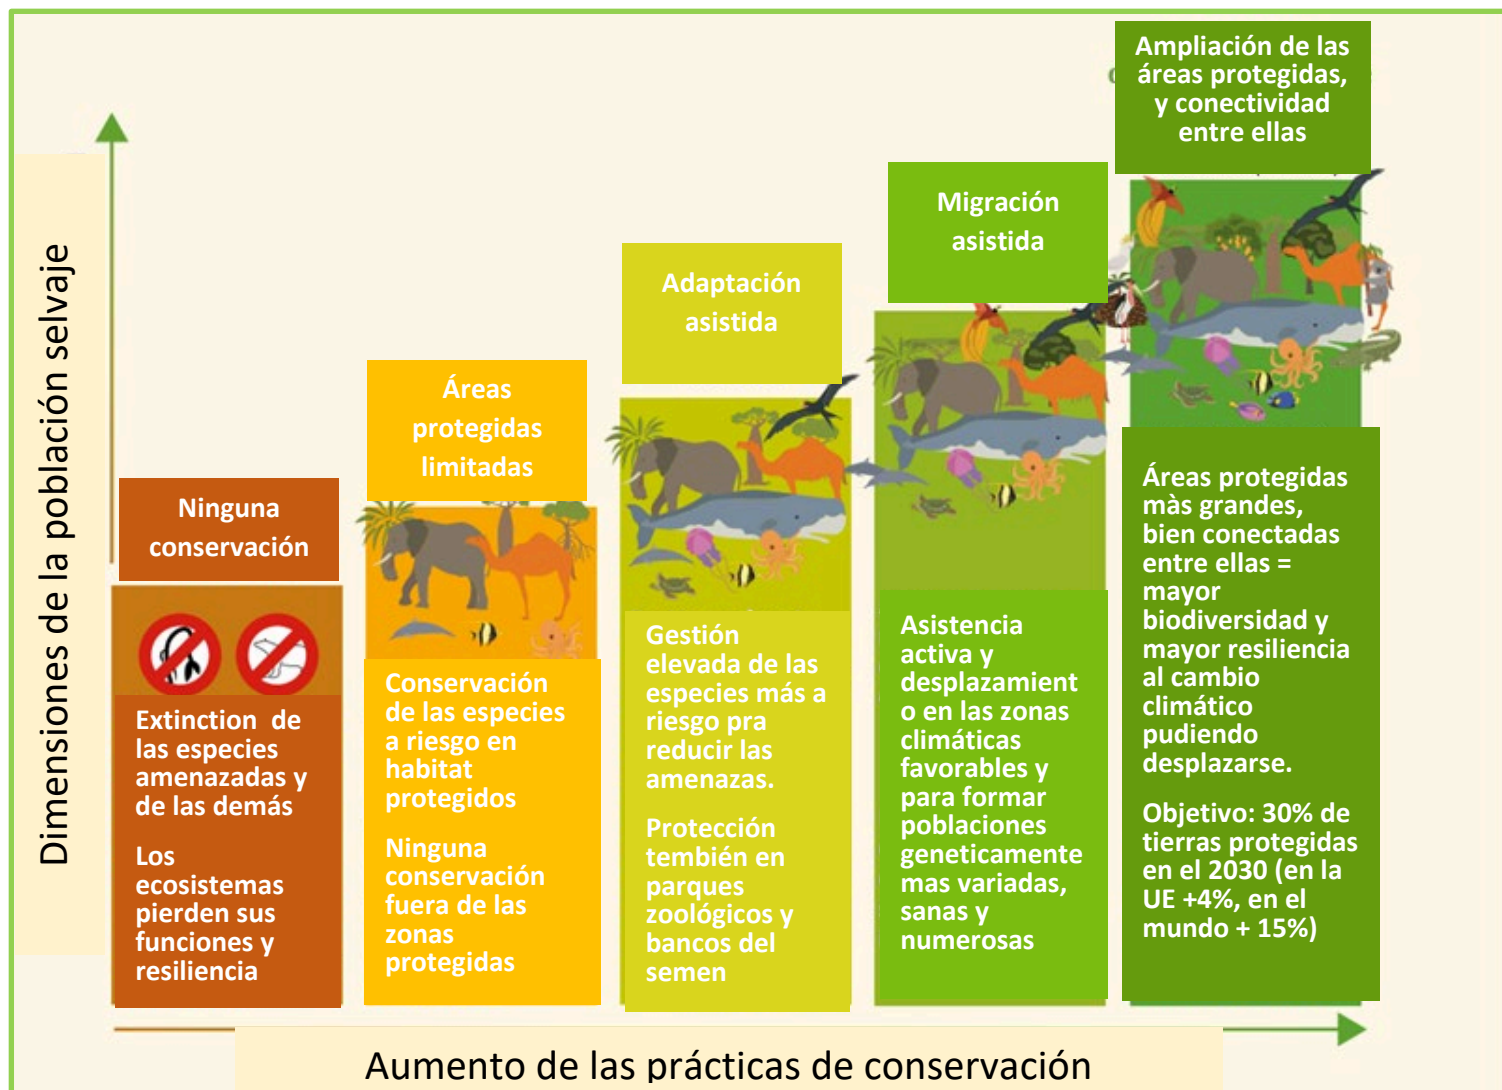 Ampliación de las
áreas protegidas,
y conectividad
entre ellas
Migración
asistida
Adaptación
asistida
Áreas
protegidas
limitadas
Ninguna
conservación
Dimensiones de la población selvaje
Extinction de
las especies
amenazadas y
de las demás
Los
ecosistemas
pierden sus
funciones y
resiliencia
Conservación
de las especies
a riesgo en
habitat
protegidos
Ninguna
conservación
fuera de las
zonas
protegidas
Gestión
elevada de las
especies más a
riesgo pra
reducir las
amenazas.
Protección
tembién en
parques
zoológicos y
bancos del
semen
Asistencia
activa y
desplazamient
o en las zonas
climáticas
favorables y
para formar
poblaciones
geneticamente
mas variadas,
sanas y
numerosas
Áreas protegidas
màs grandes,
bien conectadas
entre ellas =
mayor
biodiversidad y
mayor resiliencia
al cambio
climático
pudiendo
desplazarse.
Objetivo: 30% de
tierras protegidas
en el 2030 (en la
UE +4%, en el
mundo + 15%)
Aumento de las prácticas de conservación